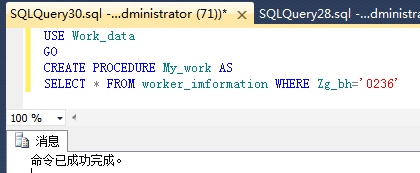 SQLQuery30.sql -...dministrator (71))* SQLQuery28.sql -...dministra
USE Work_data
GO
CREATE PROCEDURE My_work AS
SELECT * FROM worker_imformation WHERE Zg_bh='0236'
100 %
消息
命令已成功完成。